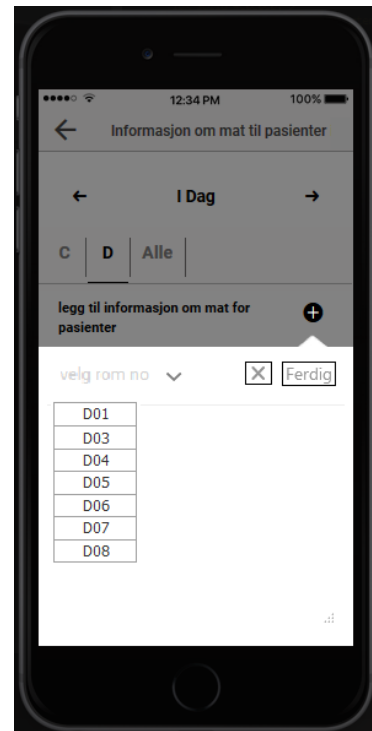 12:34 PM 100%
Informasjon om mat til pasienter
I Dag
C D Alle
legg til informasjon om mat for
pasienter
velg rom no Ferdig
D01
D03
D04
D05
D06
D07
D08